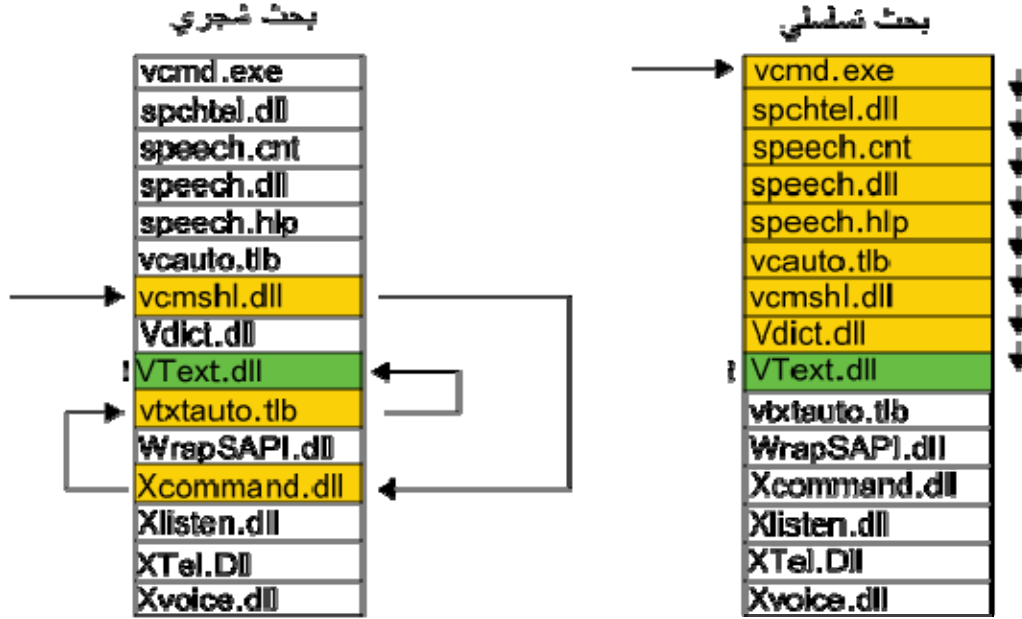 بحث شجري
vcmd.exe
spchtel.dll
speech.cnt
speech.dll
speech.hlp
vcauto.tlb
vcmshl.dll
Vdict.dll
!VText.dll
vtxtauto.tlb
WrapSAPI.dll
Xcommand.dll
Xlisten.dll
XTel.Dll
Xvoice.dll
بحث تسلسلي
vcmd.exe
spchtel.dll
speech.cnt
speech.dll
speech.hlp
vcauto.tlb
vcmshl.dll
Vdict.dll
VText.dll
vtxtauto.tlb
WrapSAPI.dll
Xcommand.dll
Xlisten.dll
XTel.Dll
Xvoice.dll